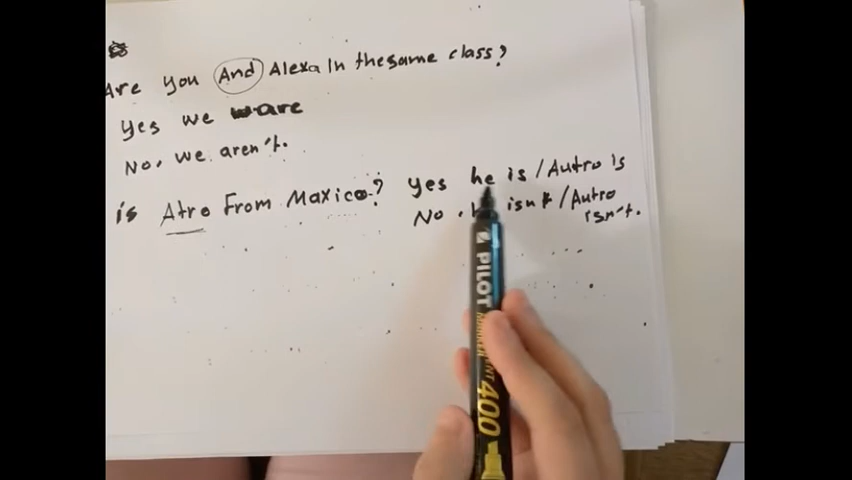 Are you And Alexa In the same class?
Yes we are
No, we aren't.
is Atro From Maxico? yes he is / Autro is
No. isn't / Autro isn't.
PILOT
400